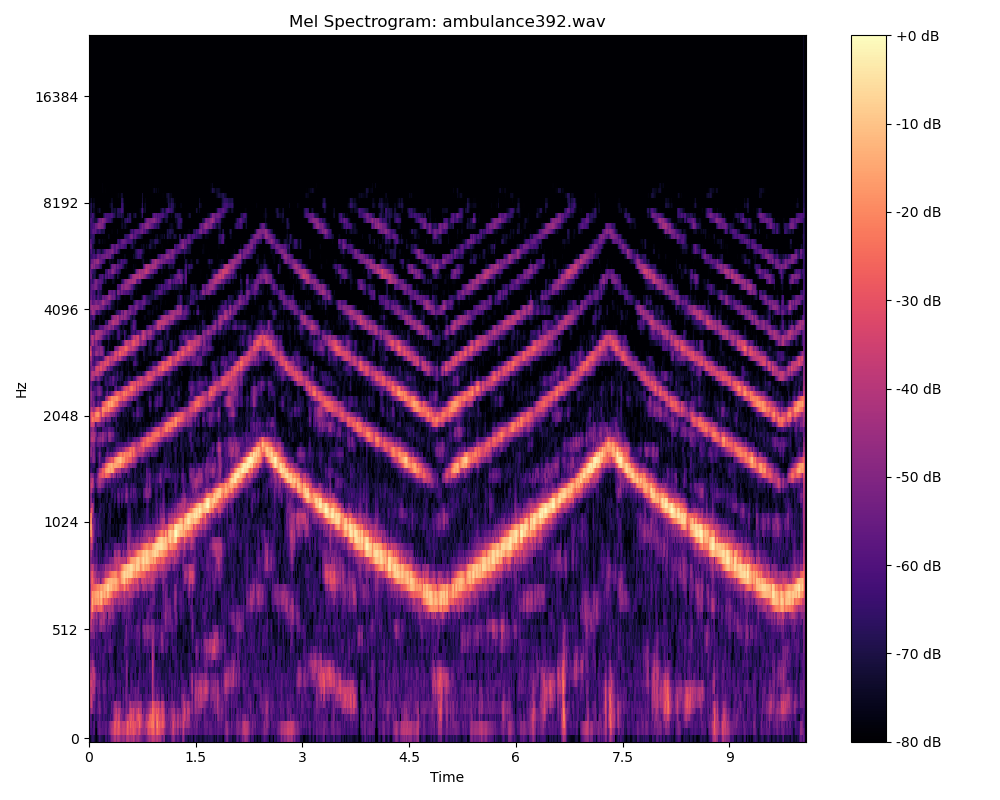 Mel Spectrogram: ambulance392.wav
Hz
16384
8192
4096
2048
1024
512
0
0 1.5 3 4.5 6 7.5 9
Time
+0 dB
-10 dB
-20 dB
-30 dB
-40 dB
-50 dB
-60 dB
-70 dB
-80 dB